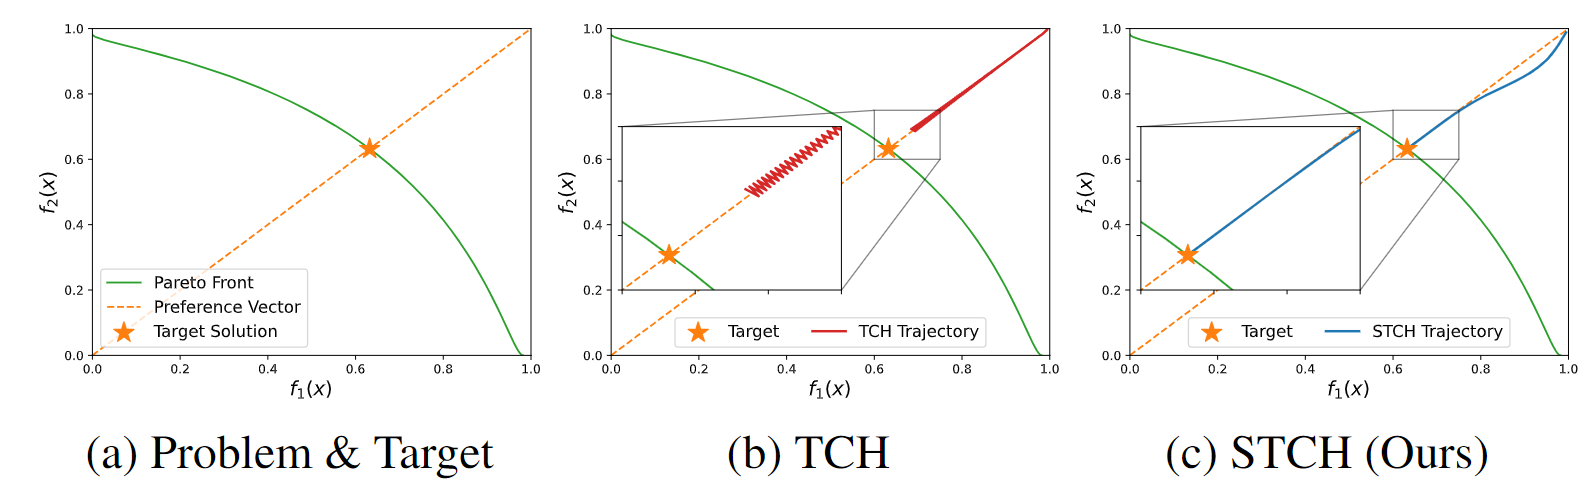 1.0
0.8
0.6
0.4
0.2
0.0
f₂(x)
Pareto Front
Preference Vector
Target Solution
0.0 0.2 0.4 0.6 0.8 1.0
f₁(x)
(a) Problem & Target
1.0
0.8
0.6
0.4
0.2
0.0
f₂(x)
Target TCH Trajectory
0.0 0.2 0.4 0.6 0.8 1.0
f₁(x)
(b) TCH
1.0
0.8
0.6
0.4
0.2
0.0
f₂(x)
Target STCH Trajectory
0.0 0.2 0.4 0.6 0.8 1.0
f₁(x)
(c) STCH (Ours)